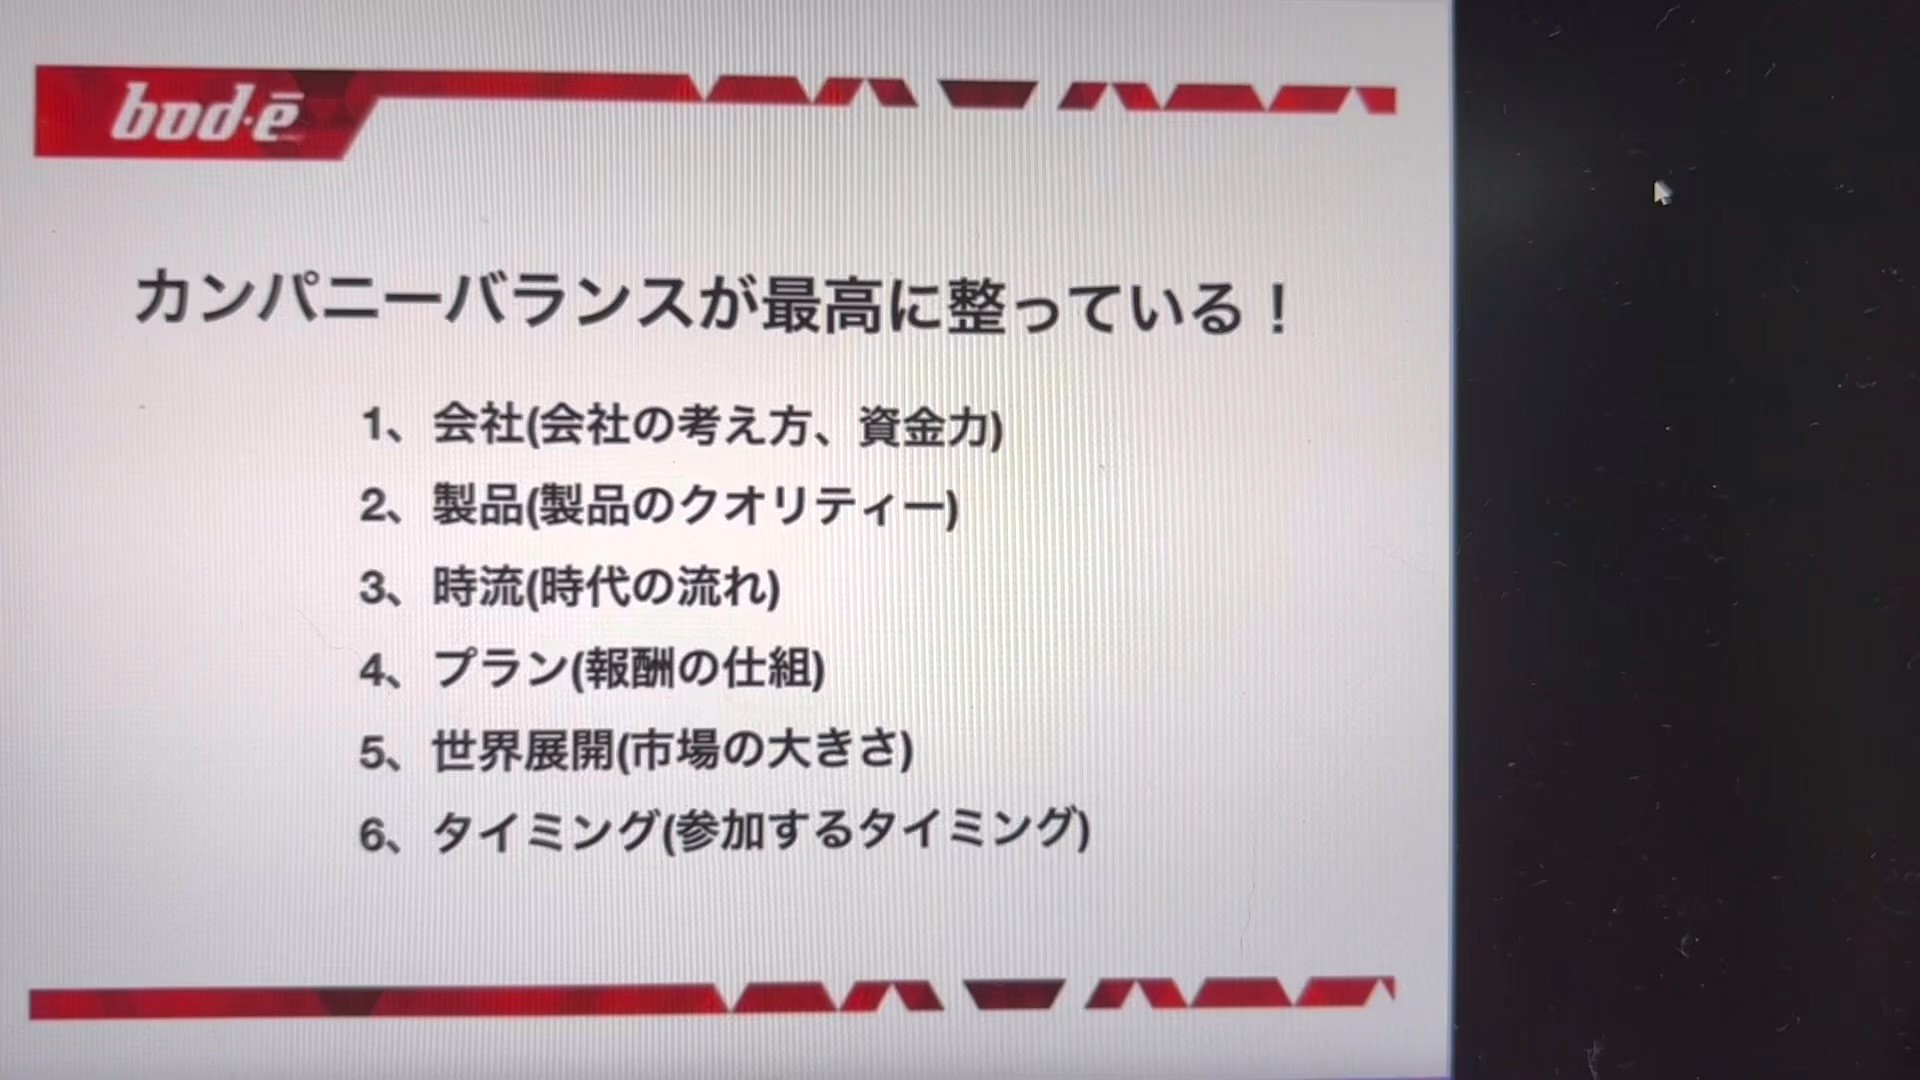 bod·ē
カンパニーバランスが最高に整っている！
1、会社(会社の考え方、資金力)
2、製品(製品のクオリティー)
3、時流(時代の流れ)
4、プラン(報酬の仕組)
5、世界展開(市場の大きさ)
6、タイミング(参加するタイミング)